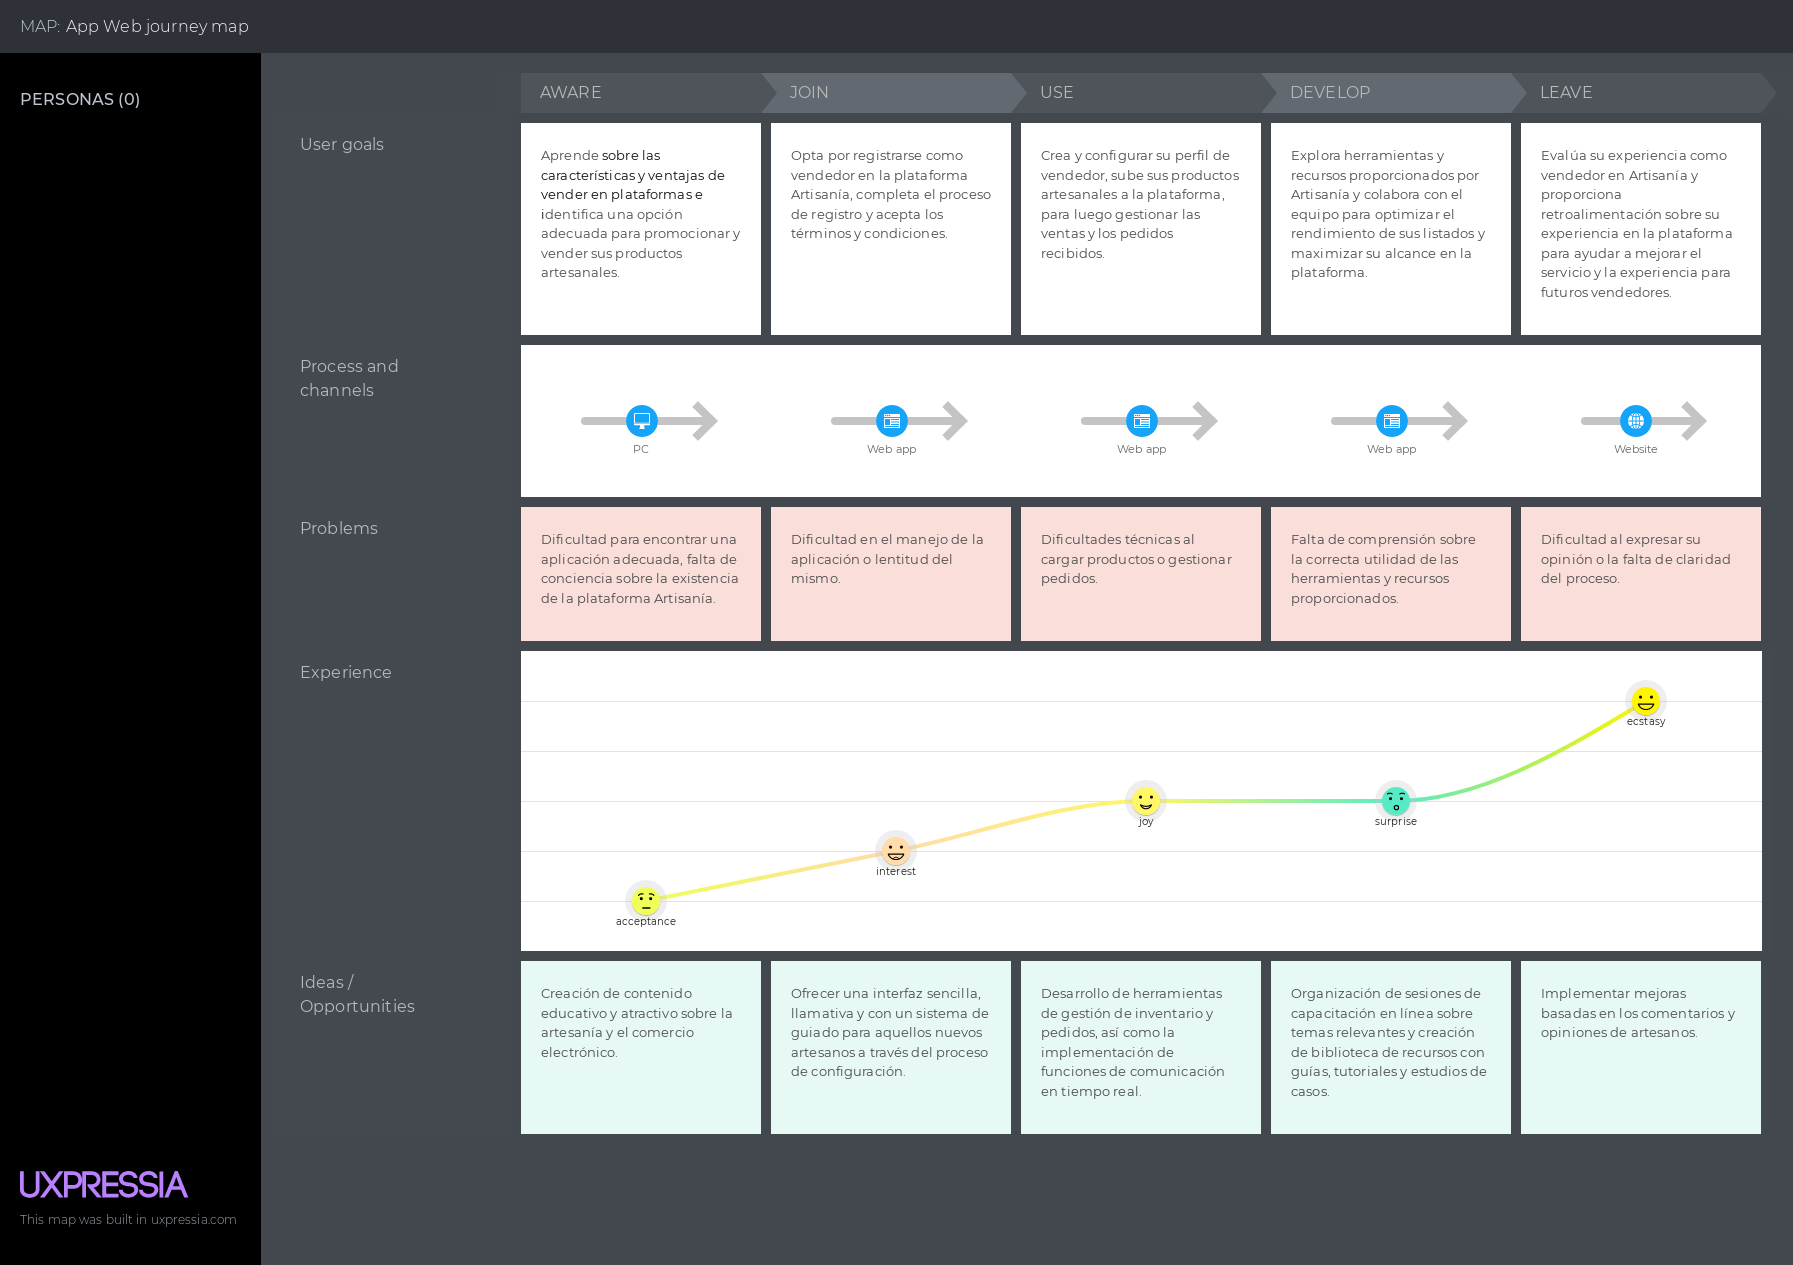 MAP: App Web journey map
PERSONAS (0)
AWARE
JOIN
USE
DEVELOP
LEAVE
User goals
Aprende sobre las
características y ventajas de
vender en plataformas e
identifica una opción
adecuada para promocionar y
vender sus productos
artesanales.
Opta por registrarse como
vendedor en la plataforma
Artisanía, completa el proceso
de registro y acepta los
términos y condiciones.
Crea y configurar su perfil de
vendedor, sube sus productos
artesanales a la plataforma,
para luego gestionar las
ventas y los pedidos
recibidos.
Explora herramientas y
recursos proporcionados por
Artisanía y colabora con el
equipo para optimizar el
rendimiento de sus listados y
maximizar su alcance en la
plataforma.
Evalúa su experiencia como
vendedor en Artisanía y
proporciona
retroalimentación sobre su
experiencia en la plataforma
para ayudar a mejorar el
servicio y la experiencia para
futuros vendedores.
Process and
channels
PC
Web app
Web app
Web app
Website
Problems
Dificultad para encontrar una
aplicación adecuada, falta de
conciencia sobre la existencia
de la plataforma Artisanía.
Dificultad en el manejo de la
aplicación o lentitud del
mismo.
Dificultades técnicas al
cargar productos o gestionar
pedidos.
Falta de comprensión sobre
la correcta utilidad de las
herramientas y recursos
proporcionados.
Dificultad al expresar su
opinión o la falta de claridad
del proceso.
Experience
acceptance
interest
joy
surprise
ecstasy
Ideas /
Opportunities
Creación de contenido
educativo y atractivo sobre la
artesanía y el comercio
electrónico.
Ofrecer una interfaz sencilla,
llamativa y con un sistema de
guiado para aquellos nuevos
artesanos a través del proceso
de configuración.
Desarrollo de herramientas
de gestión de inventario y
pedidos, así como la
implementación de
funciones de comunicación
en tiempo real.
Organización de sesiones de
capacitación en línea sobre
temas relevantes y creación
de biblioteca de recursos con
guías, tutoriales y estudios de
casos.
Implementar mejoras
basadas en los comentarios y
opiniones de artesanos.
UXPRESSIA
This map was built in uxpressia.com